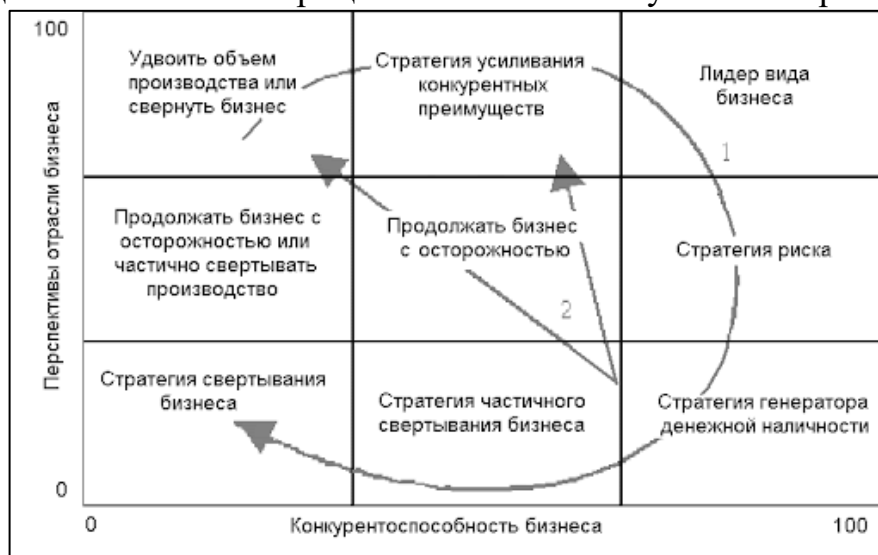 100
Удвоить объем
производства или
свернуть бизнес
Стратегия усиливания
конкурентных
преимуществ
Лидер вида
бизнеса
1
Продолжать бизнес с
осторожностью или
частично свертывать
производство
Продолжать бизнес
с осторожностью
2
Стратегия риска
Стратегия свертывания
бизнеса
Стратегия частичного
свертывания бизнеса
Стратегия генератора
денежной наличности
Перспективы отрасли бизнеса
0
0
Конкурентоспособность бизнеса
100